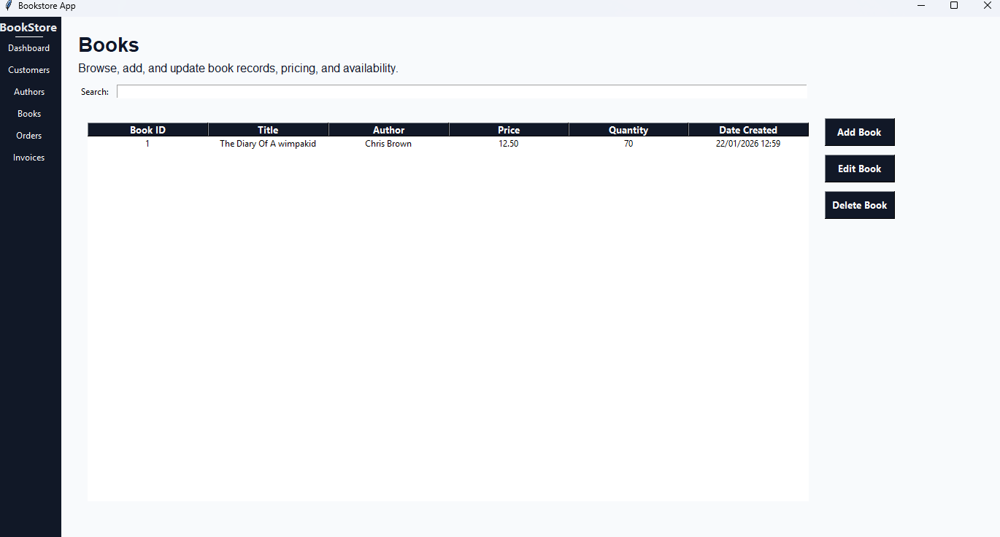 Bookstore App
BookStore
Dashboard
Customers
Authors
Books
Orders
Invoices
Books
Browse, add, and update book records, pricing, and availability.
Search:
Book ID Title Author Price Quantity Date Created
1 The Diary Of A wimpakid Chris Brown 12.50 70 22/01/2026 12:59
Add Book
Edit Book
Delete Book